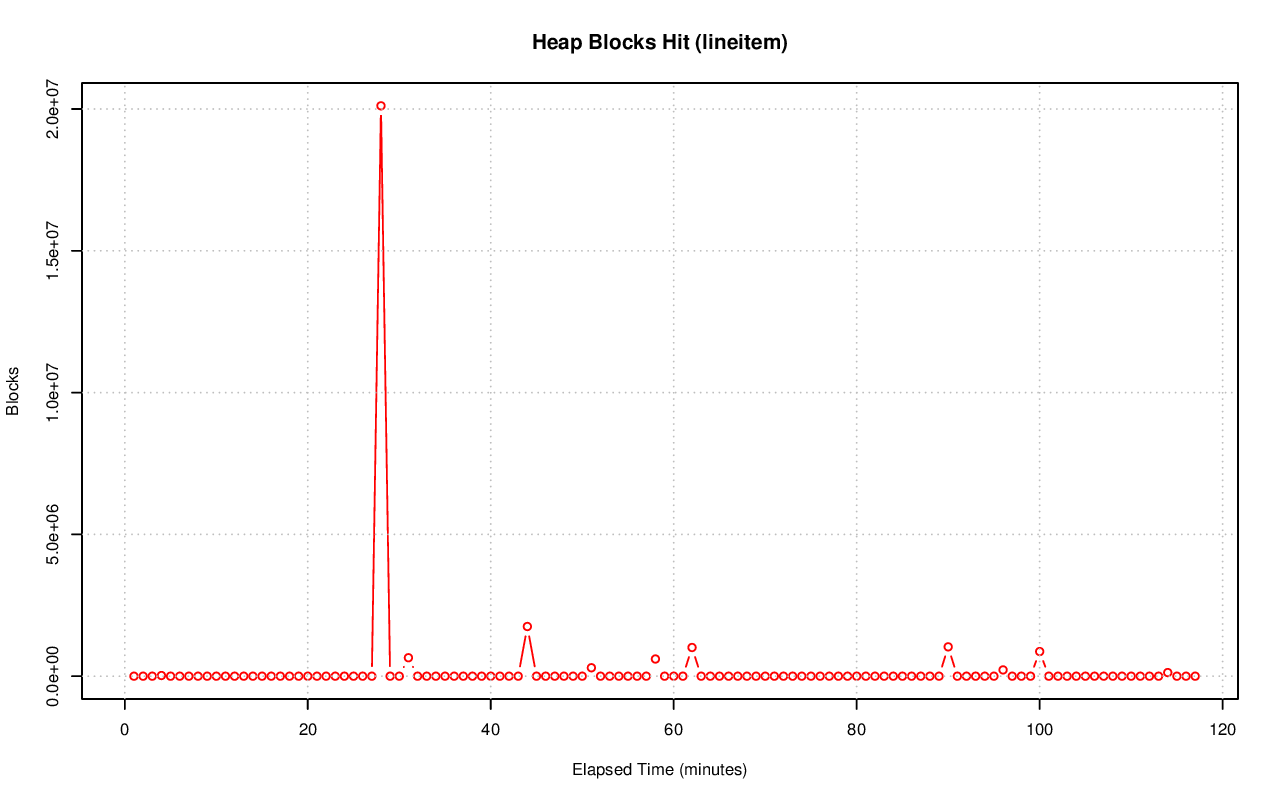 Heap Blocks Hit (lineitem)
Blocks
2.0e+07
1.5e+07
1.0e+07
5.0e+06
0.0e+00
0 20 40 60 80 100 120
Elapsed Time (minutes)